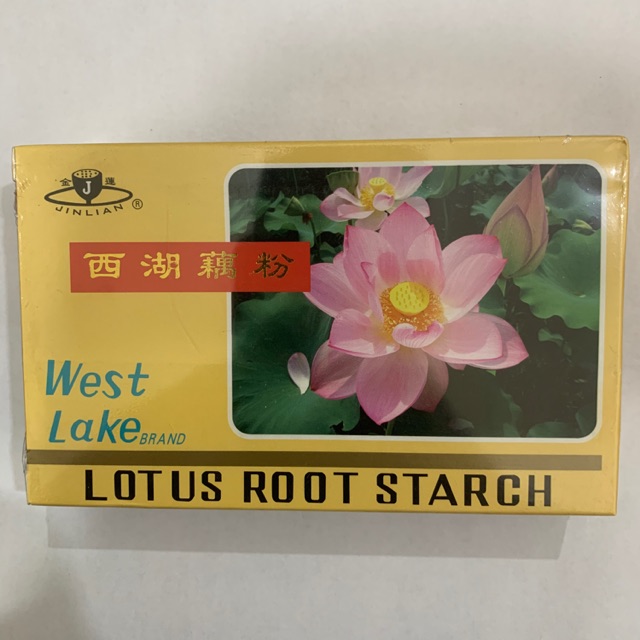 金 J 蓮
JINLIAN ®
西湖藕粉
West
Lake BRAND
LOTUS ROOT STARCH